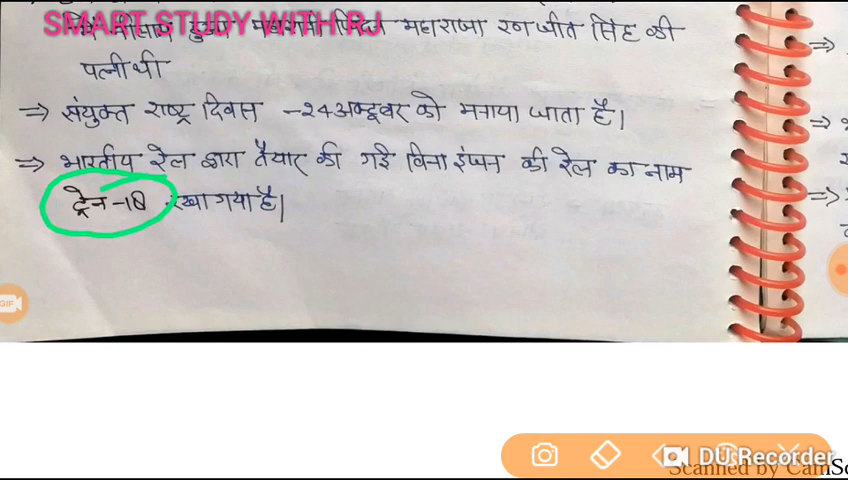 SMART STUDY WITH RJ
महाराजा रणजीत सिंह की
पत्नी थी
⇒ संयुक्त राष्ट्र दिवस -24 अक्टूबर को मनाया जाता है।
⇒ भारतीय रेल द्वारा तैयार की गई बिना इंजन की रेल का नाम
ट्रेन-18 रखा गया है।
GIF
DU Recorder
Scanned by CamSc